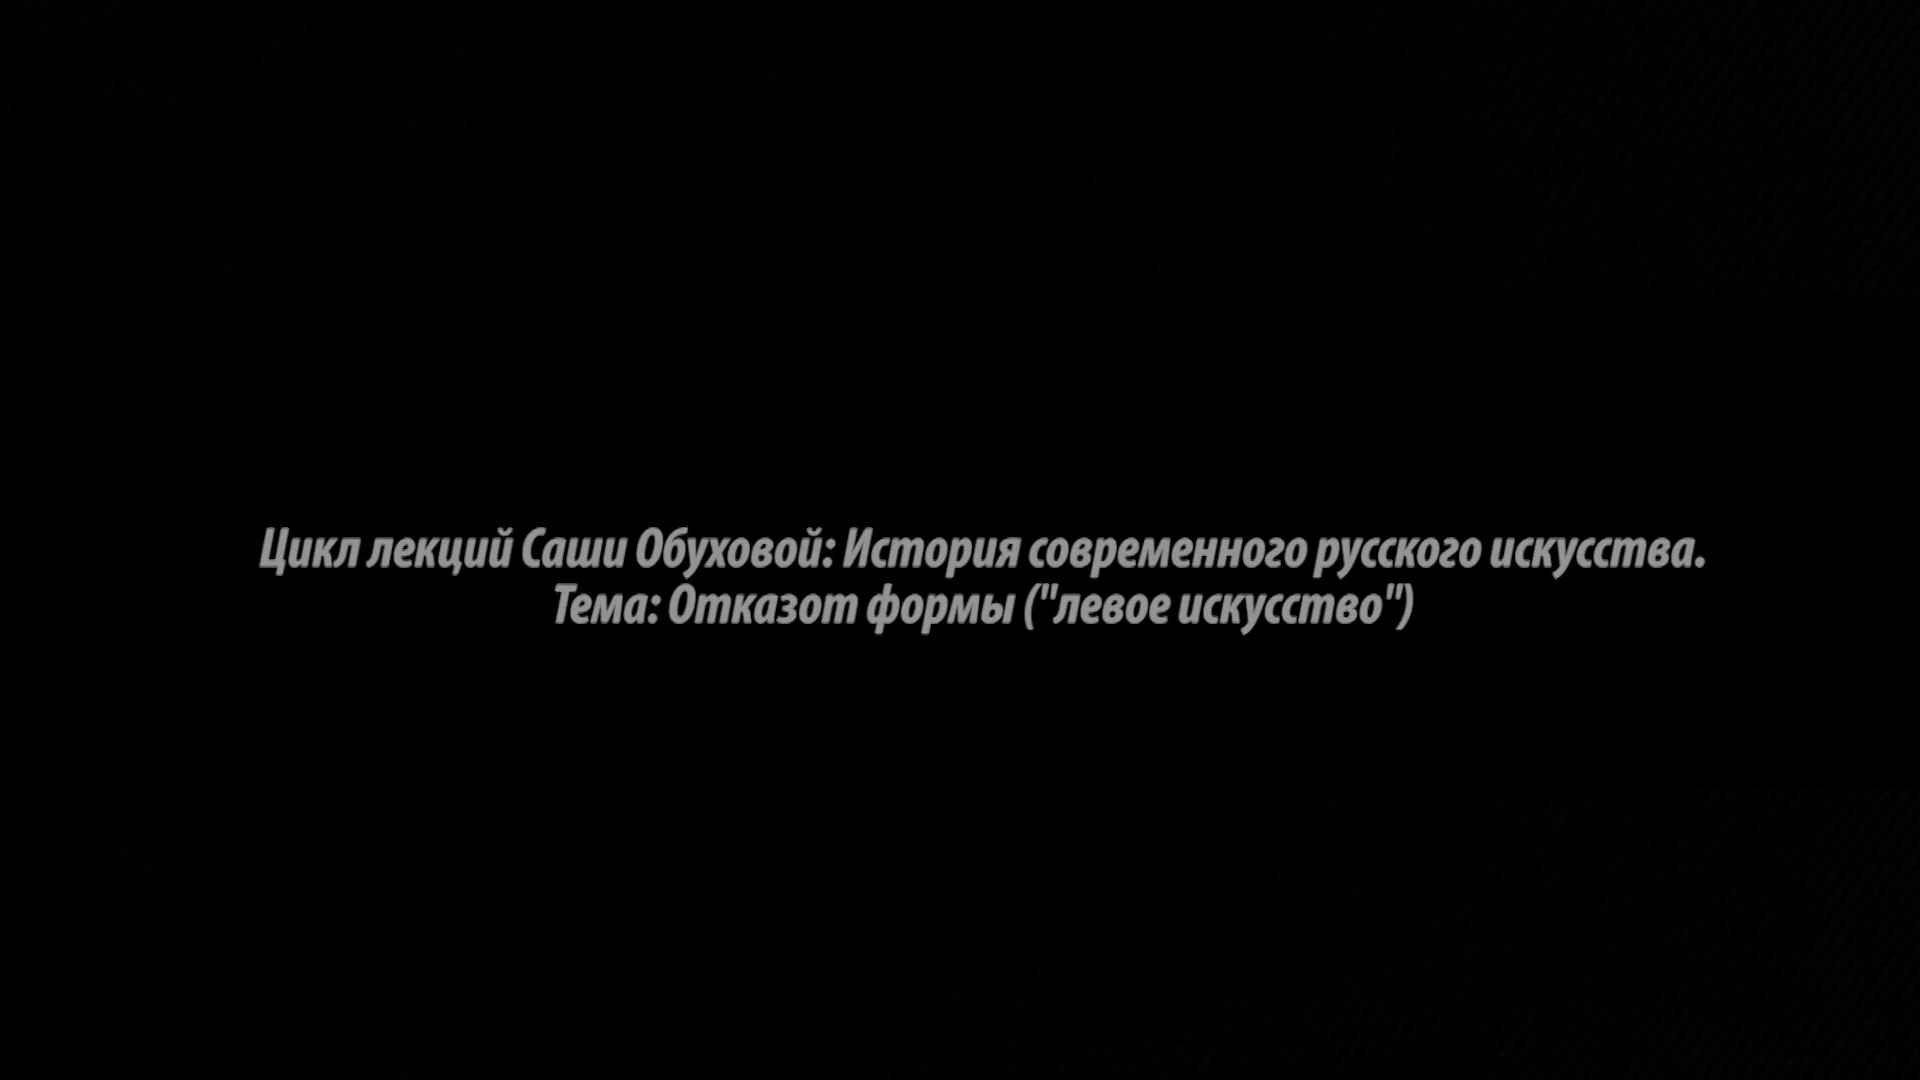 Цикл лекций Саши Обуховой: История современного русского искусства.
Тема: Отказот формы ("левое искусство")